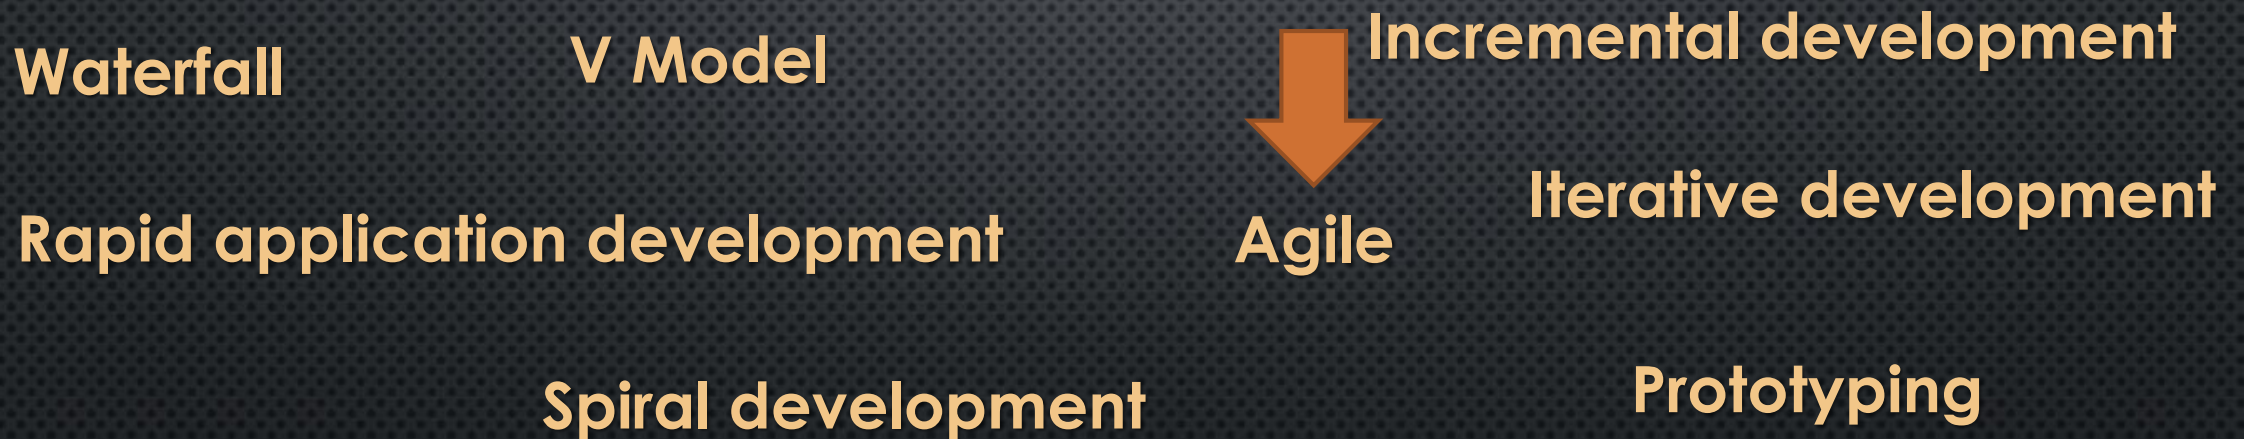 Waterfall
V Model
Incremental development
Rapid application development
Agile
Iterative development
Spiral development
Prototyping